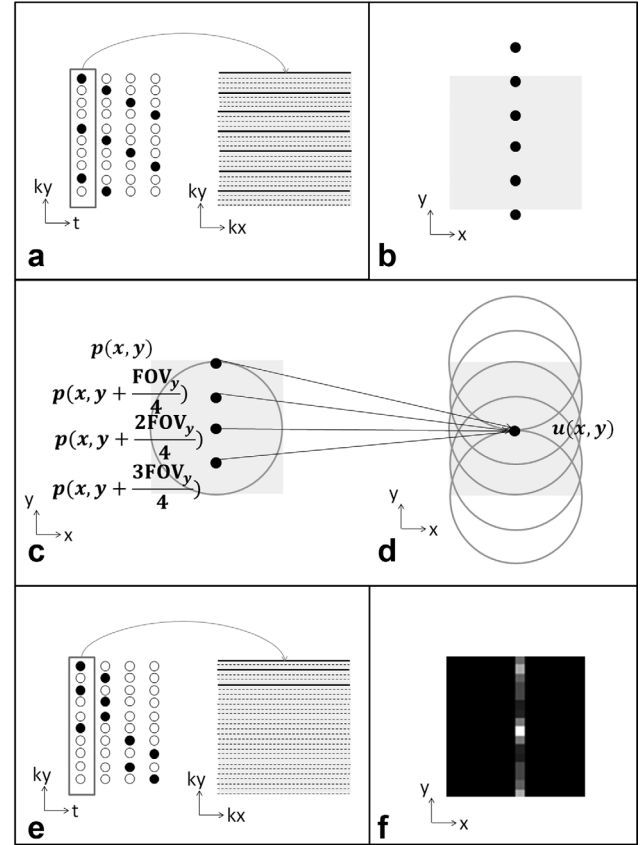 ky
t
ky
kx
a
y
x
b
p(x, y)
p(x, y + FOV_y/4)
p(x, y + 2FOV_y/4)
p(x, y + 3FOV_y/4)
y
x
c
u(x, y)
y
x
d
ky
t
ky
kx
e
y
x
f